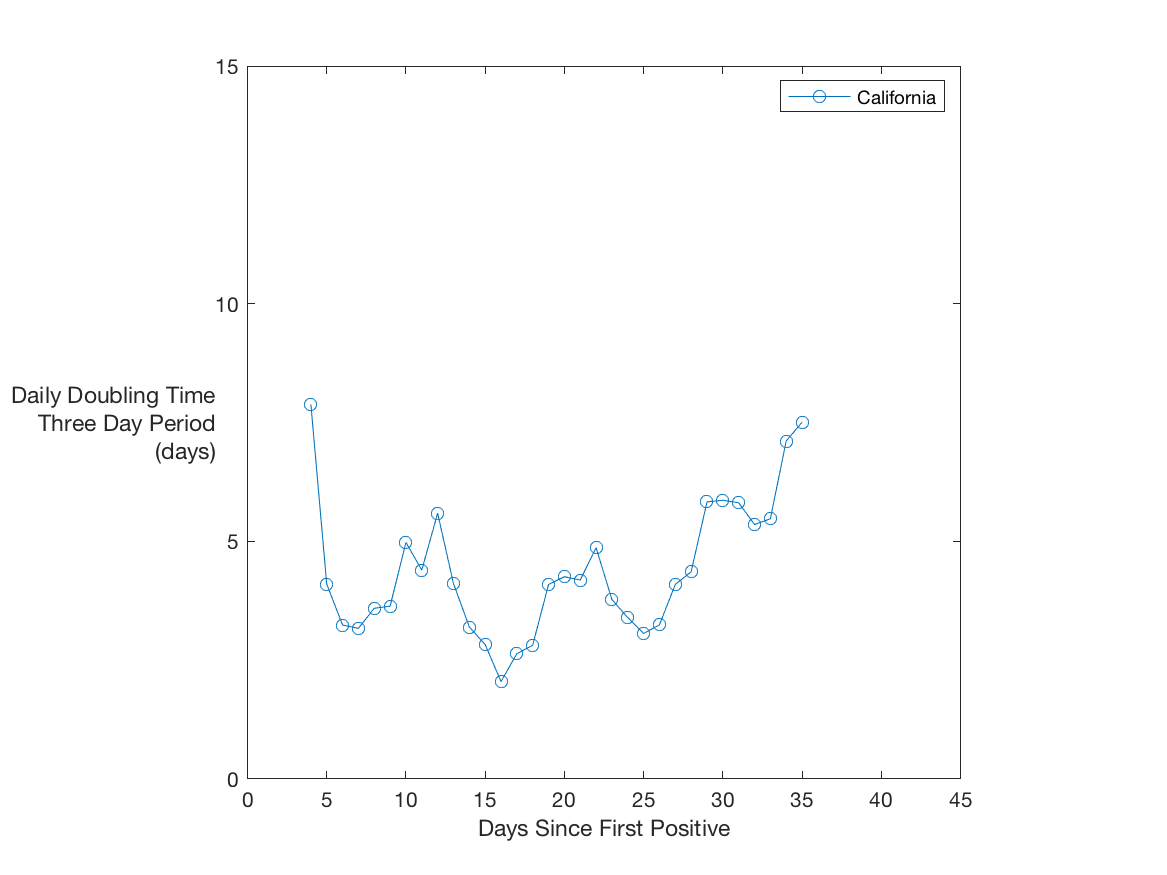 15
California
10
Daily Doubling Time
Three Day Period
(days)
5
0
0 5 10 15 20 25 30 35 40 45
Days Since First Positive